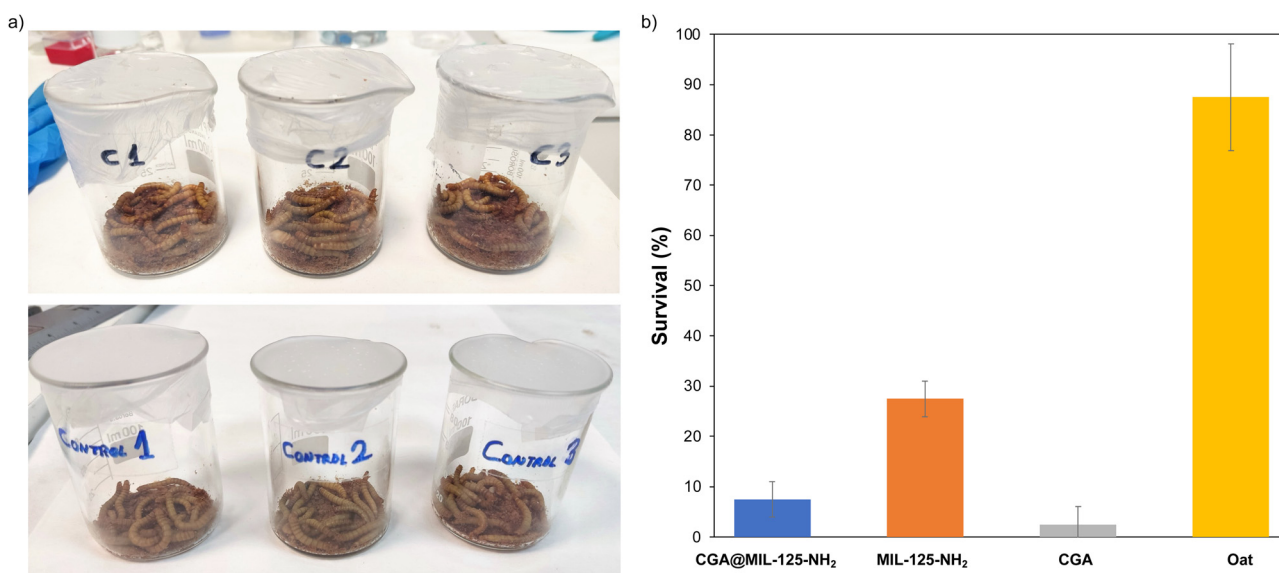 a)
C1
C2
C3
CONTROL 1
CONTROL 2
CONTROL 3
b)
Survival (%)
100
90
80
70
60
50
40
30
20
10
0
CGA@MIL-125-NH₂
MIL-125-NH₂
CGA
Oat